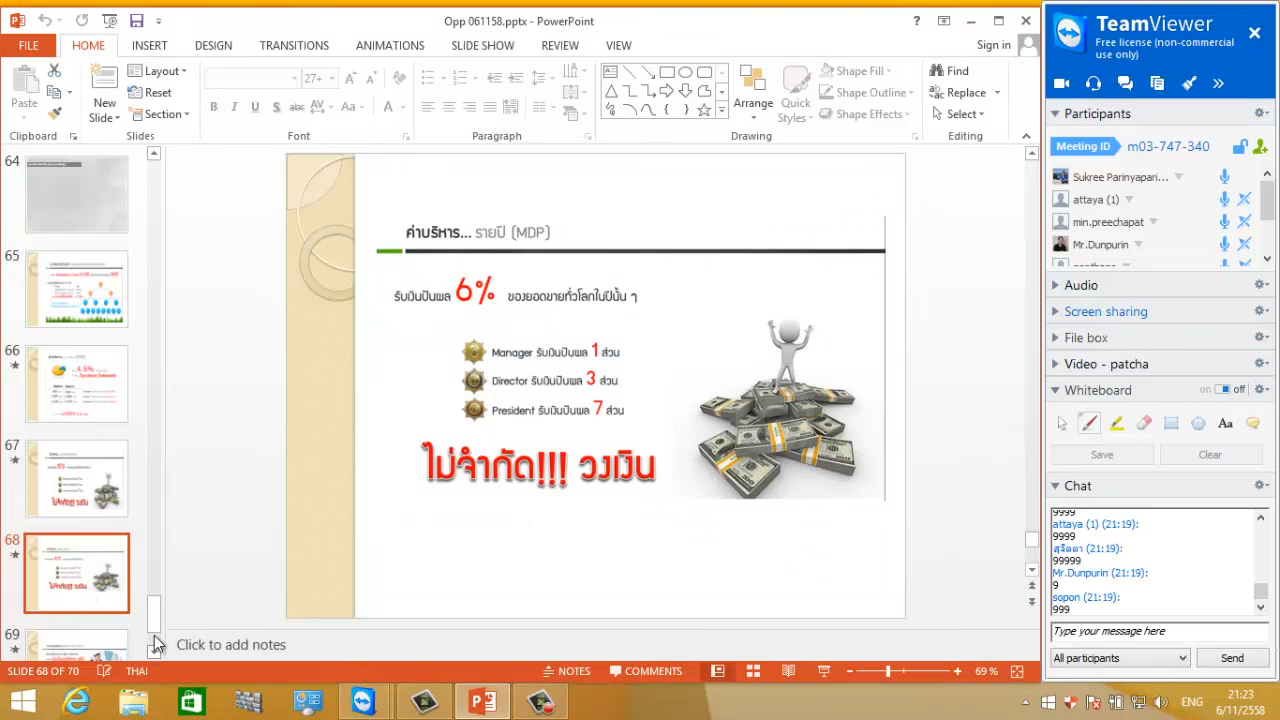 Opp 061158.pptx - PowerPoint
FILE HOME INSERT DESIGN TRANSITIONS ANIMATIONS SLIDE SHOW REVIEW VIEW Sign in
Paste
New Slide
Layout
Reset
Section
27+
Arrange
Quick Styles
Shape Fill
Shape Outline
Shape Effects
Find
Replace
Select
Clipboard Slides Font Paragraph Drawing Editing
64
65
66
67
68
69
ค่าบริหาร... รายปี (MDP)
รับเงินปันผล 6% ของยอดขายทั่วโลกในปีนั้น ๆ
Manager รับเงินปันผล 1 ส่วน
Director รับเงินปันผล 3 ส่วน
President รับเงินปันผล 7 ส่วน
ไม่จำกัด!!! วงเงิน
Click to add notes
SLIDE 68 OF 70 THAI NOTES COMMENTS 69 %
TeamViewer
Free license (non-commercial use only)
Participants
Meeting ID m03-747-340
Sukree Parinyapari...
attaya (1)
min.preechapat
Mr.Dunpurin
Audio
Screen sharing
File box
Video - patcha
Whiteboard on off
Aa
Save Clear
Chat
9999
attaya (1) (21:19):
9999
สุจิตตา (21:19):
99999
Mr.Dunpurin (21:19):
9
sopon (21:19):
999
Type your message here
All participants Send
ENG
21:23
6/11/2558